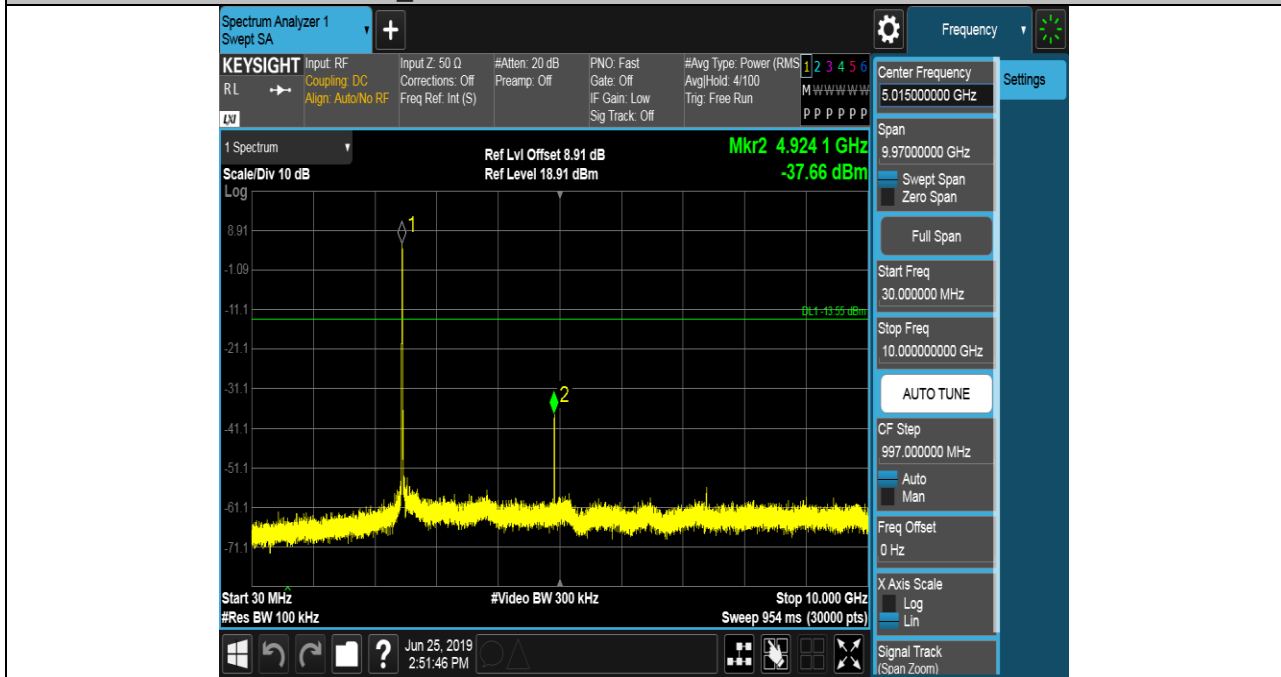 Spectrum Analyzer 1
Swept SA
+
Frequency
KEYSIGHT
RL
LXI
Input: RF
Coupling: DC
Align: Auto/No RF
Input Z: 50 Ω
Corrections: Off
Freq Ref: Int (S)
#Atten: 20 dB
Preamp: Off
PNO: Fast
Gate: Off
IF Gain: Low
Sig Track: Off
#Avg Type: Power (RMS
Avg|Hold: 4/100
Trig: Free Run
1 2 3 4 5 6
M W W W W W
P P P P P P
1 Spectrum
Scale/Div 10 dB
Log
Ref Lvl Offset 8.91 dB
Ref Level 18.91 dBm
Mkr2 4.924 1 GHz
-37.66 dBm
8.91
-1.09
-11.1
-21.1
-31.1
-41.1
-51.1
-61.1
-71.1
1
2
DL1 -13.55 dBm
Start 30 MHz
#Res BW 100 kHz
#Video BW 300 kHz
Stop 10.000 GHz
Sweep 954 ms (30000 pts)
?
Jun 25, 2019
2:51:46 PM
Center Frequency
5.015000000 GHz
Settings
Span
9.97000000 GHz
Swept Span
Zero Span
Full Span
Start Freq
30.000000 MHz
Stop Freq
10.000000000 GHz
AUTO TUNE
CF Step
997.000000 MHz
Auto
Man
Freq Offset
0 Hz
X Axis Scale
Log
Lin
Signal Track
(Span Zoom)